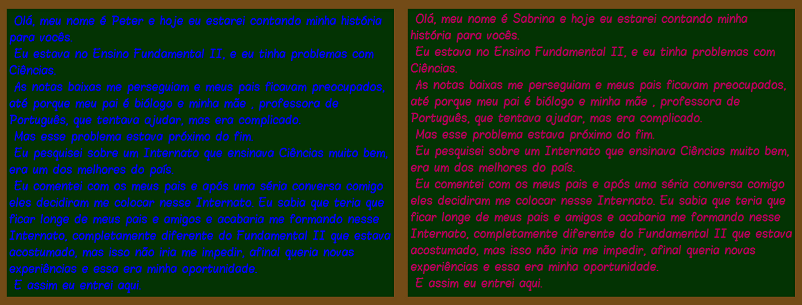 Olá, meu nome é e hoje eu estarei contando minha história
para vocês.
Eu estava no Ensino Fundamental II, e eu tinha problemas com
Ciências.
As notas baixas me perseguiam e meus pais ficavam preocupados,
até porque meu pai é biólogo e minha mãe , professora de
Português, que tentava ajudar, mas era complicado.
Mas esse problema estava próximo do fim.
Eu pesquisei sobre um Internato que ensinava Ciências muito bem,
era um dos melhores do país.
Eu comentei com os meus pais e após uma séria conversa comigo
eles decidiram me colocar nesse Internato. Eu sabia que teria que
ficar longe de meus pais e amigos e acabaria me formando nesse
Internato, completamente diferente do Fundamental II que estava
acostumado, mas isso não iria me impedir, afinal queria novas
experiências e essa era minha oportunidade.
E assim eu entrei aqui.
Olá, meu nome é Sabrina e hoje eu estarei contando minha
história para vocês.
Eu estava no Ensino Fundamental II, e eu tinha problemas com
Ciências.
As notas baixas me perseguiam e meus pais ficavam preocupados,
até porque meu pai é biólogo e minha mãe , professora de
Português, que tentava ajudar, mas era complicado.
Mas esse problema estava próximo do fim.
Eu pesquisei sobre um Internato que ensinava Ciências muito bem,
era um dos melhores do país.
Eu comentei com os meus pais e após uma séria conversa comigo
eles decidiram me colocar nesse Internato. Eu sabia que teria que
ficar longe de meus pais e amigos e acabaria me formando nesse
Internato, completamente diferente do Fundamental II que estava
acostumado, mas isso não iria me impedir, afinal queria novas
experiências e essa era minha oportunidade.
E assim eu entrei aqui.